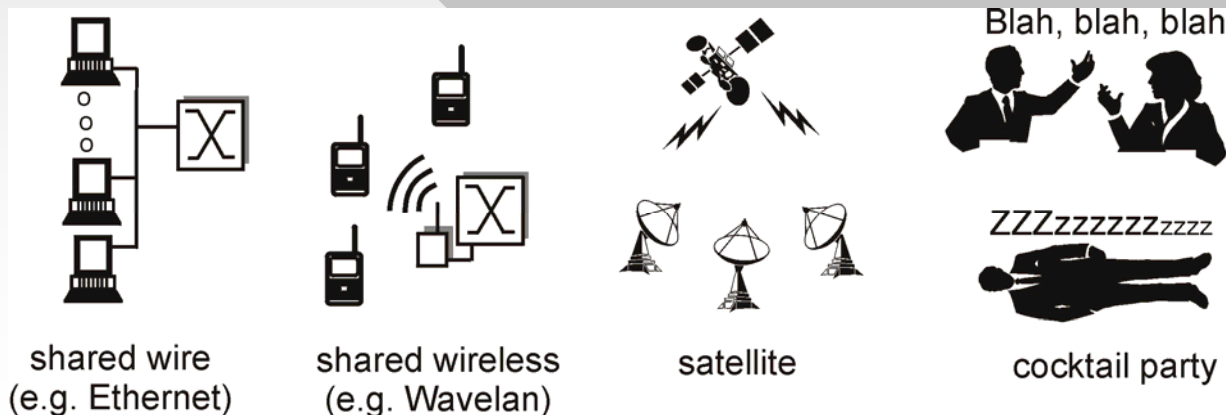 Blah, blah, blah
ZZZzzzzzzzzzz
shared wire
(e.g. Ethernet)
shared wireless
(e.g. Wavelan)
satellite
cocktail party